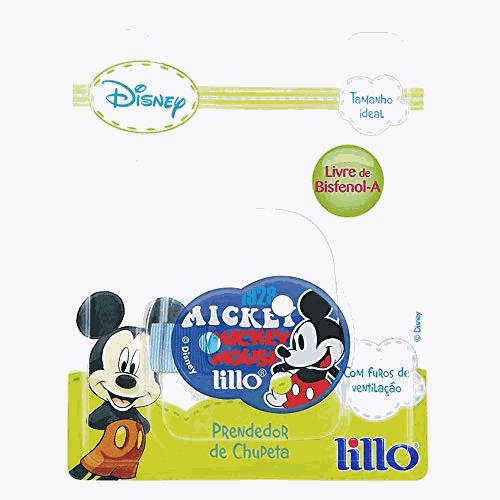 Disney
Tamanho
ideal
Livre de
Bisfenol-A
1928
MICKEY
MICKEY
MOUSE
lillo®
© Disney
© Disney
Com furos de
ventilação
Prendedor
de Chupeta
lillo®